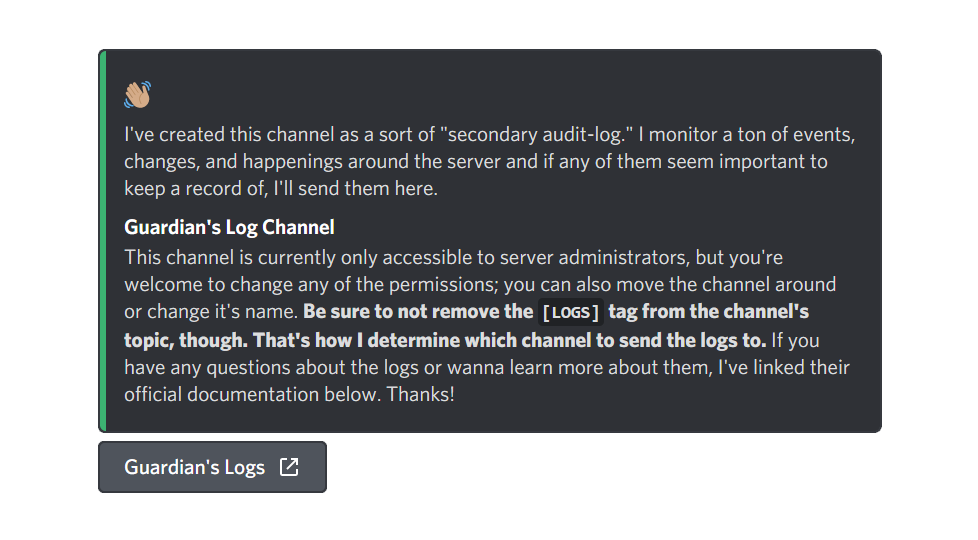 I've created this channel as a sort of "secondary audit-log." I monitor a ton of events,
changes, and happenings around the server and if any of them seem important to
keep a record of, I'll send them here.
Guardian's Log Channel
This channel is currently only accessible to server administrators, but you're
welcome to change any of the permissions; you can also move the channel around
or change it's name. Be sure to not remove the [LOGS] tag from the channel's
topic, though. That's how I determine which channel to send the logs to. If you
have any questions about the logs or wanna learn more about them, I've linked their
official documentation below. Thanks!
Guardian's Logs